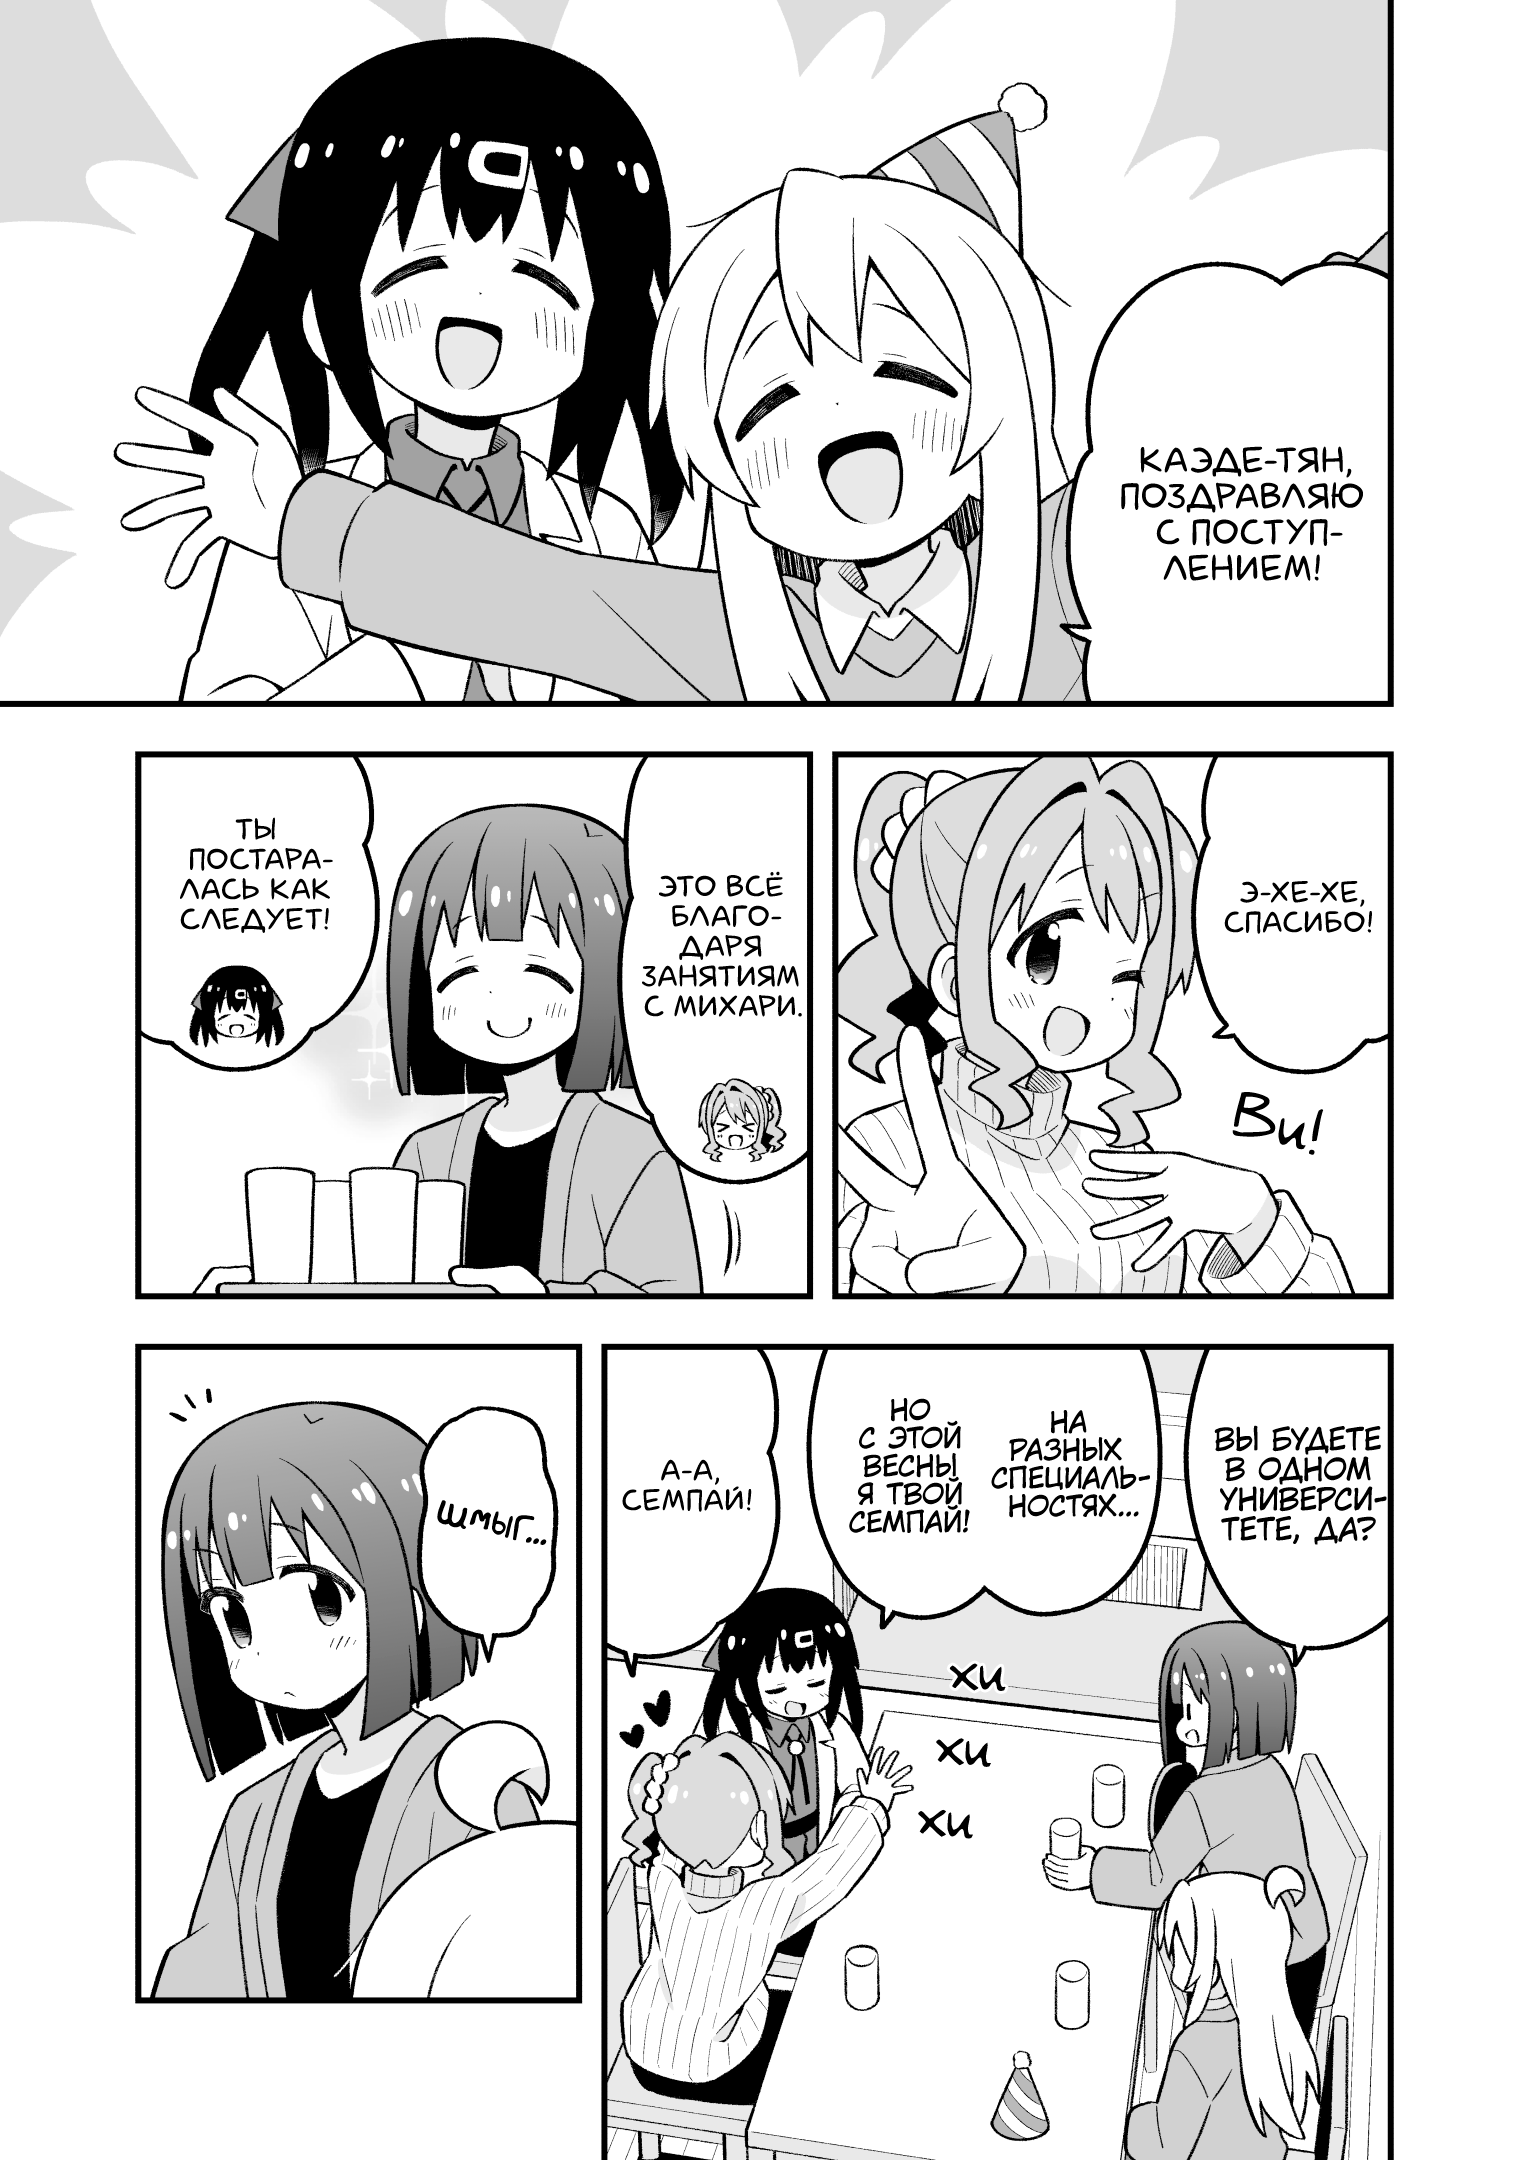 КАЭДЕ-ТЯН,
ПОЗДРАВЛЯЮ
С ПОСТУП-
ЛЕНИЕМ!
Э-ХЕ-ХЕ,
СПАСИБО!
Ви!
ЭТО ВСЁ
БЛАГО-
ДАРЯ
ЗАНЯТИЯМ
С МИХАРИ.
ТЫ
ПОСТАРА-
ЛАСЬ КАК
СЛЕДУЕТ!
ВЫ БУДЕТЕ
В ОДНОМ
УНИВЕРСИ-
ТЕТЕ, ДА?
НА
РАЗНЫХ
СПЕЦИАЛЬ-
НОСТЯХ...
НО
С ЭТОЙ
ВЕСНЫ
Я ТВОЙ
СЕМПАЙ!
А-А,
СЕМПАЙ!
ХИ
ХИ
ХИ
ШМЫГ...